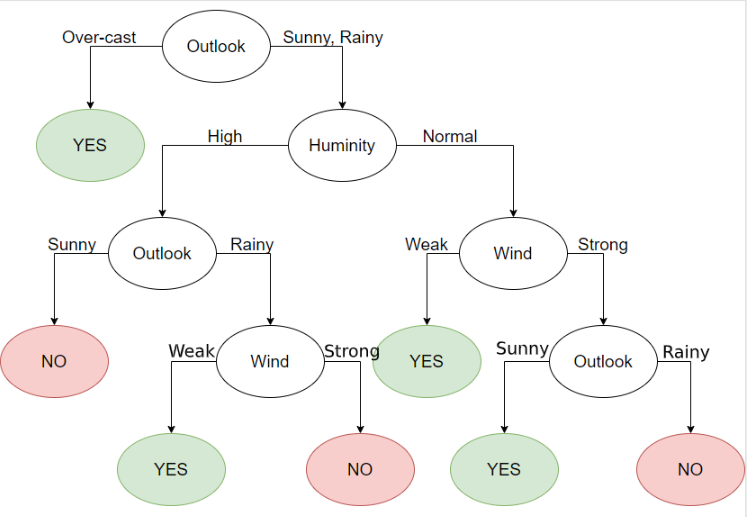 Over-cast Outlook Sunny, Rainy
YES High Huminity Normal
Sunny Outlook Rainy Weak Wind Strong
NO Weak Wind Strong YES Sunny Outlook Rainy
YES NO YES NO